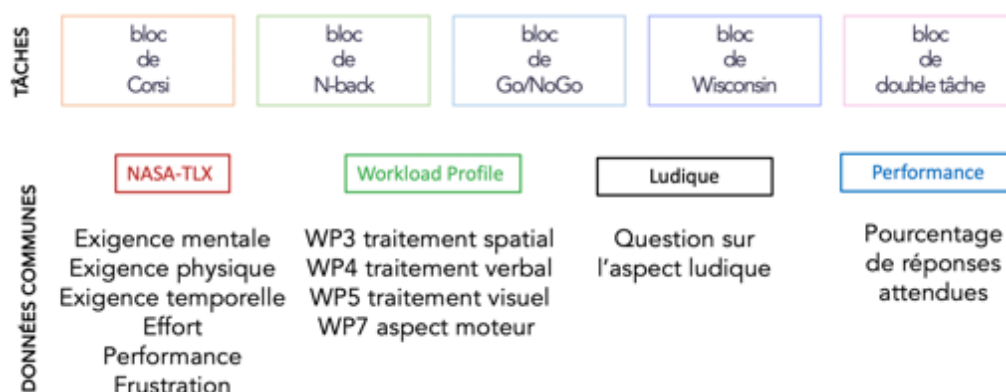 TÂCHES
bloc
de
Corsi
bloc
de
N-back
bloc
de
Go/NoGo
bloc
de
Wisconsin
bloc
de
double tâche
DONNÉES COMMUNES
NASA-TLX
Exigence mentale
Exigence physique
Exigence temporelle
Effort
Performance
Frustration
Workload Profile
WP3 traitement spatial
WP4 traitement verbal
WP5 traitement visuel
WP7 aspect moteur
Ludique
Question sur
l'aspect ludique
Performance
Pourcentage
de réponses
attendues